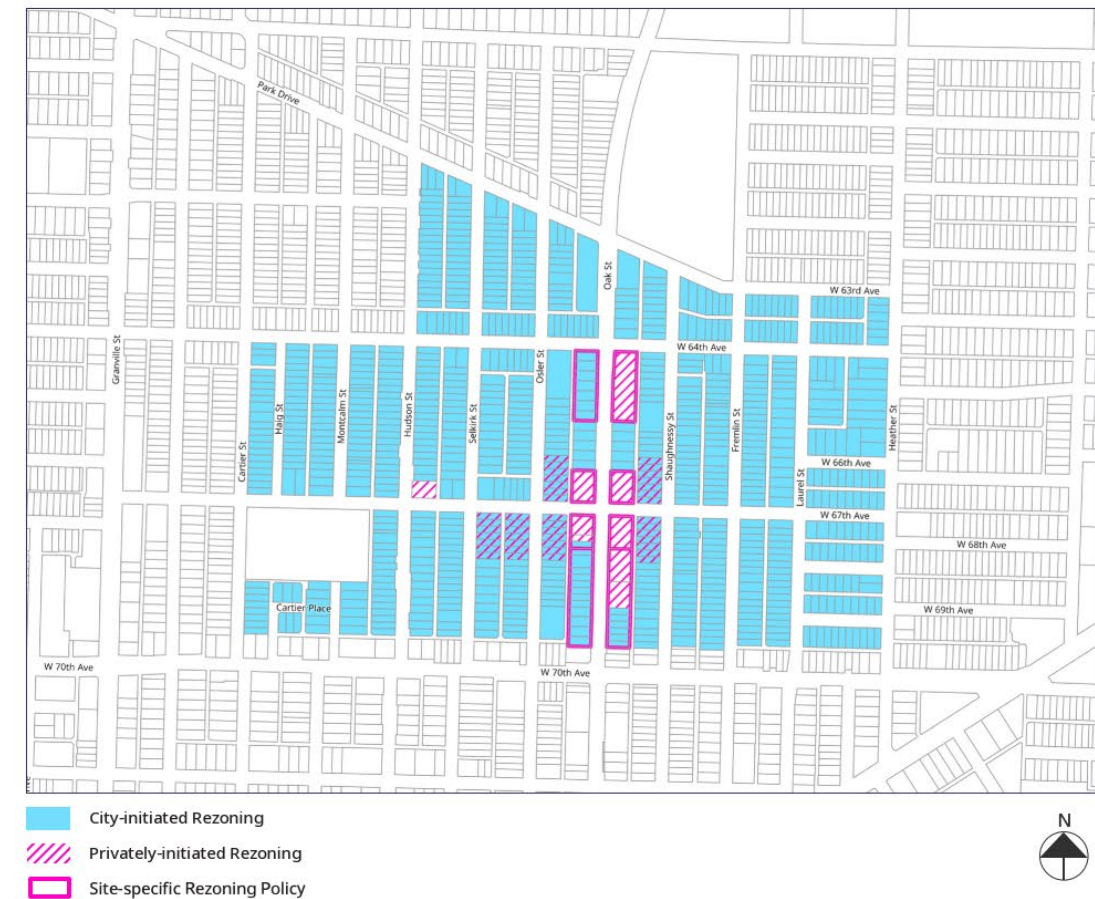 Park Drive
Oak St
W 63rd Ave
W 64th Ave
Granville St
Osler St
Cartier St
Haig St
Montcalm St
Hudson St
Selkirk St
Shaughnessy St
Fremlin St
Heather St
W 66th Ave
Laurel St
W 67th Ave
W 68th Ave
Cartier Place
W 69th Ave
W 70th Ave
W 70th Ave
City-initiated Rezoning
N
Privately-initiated Rezoning
Site-specific Rezoning Policy